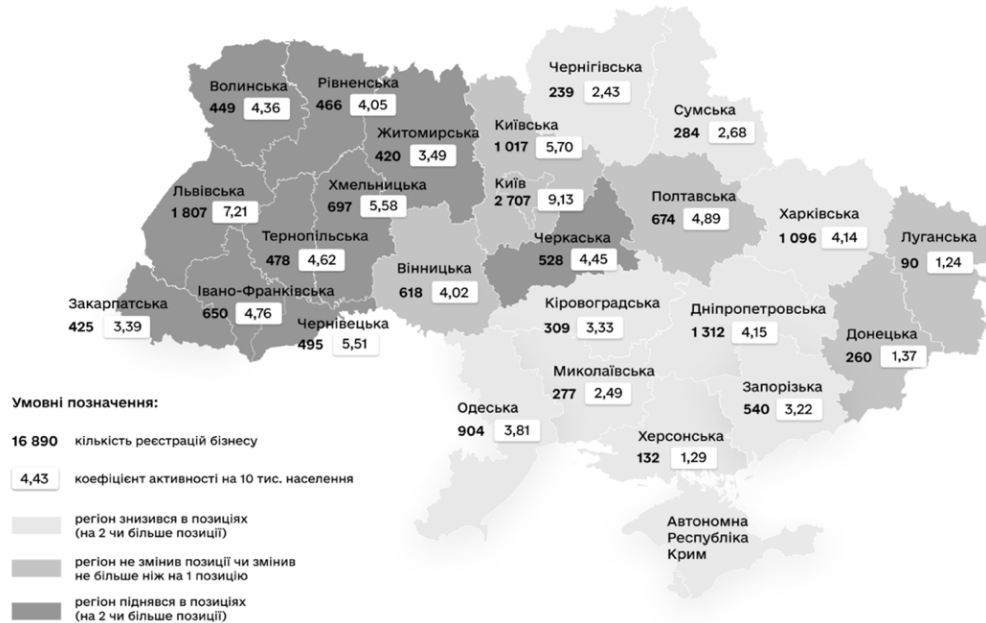 Волинська
449 4,36
Рівненська
466 4,05
Житомирська
420 3,49
Київська
1 017 5,70
Чернігівська
239 2,43
Сумська
284 2,68
Львівська
1 807 7,21
Хмельницька
697 5,58
Київ
2 707 9,13
Полтавська
674 4,89
Харківська
1 096 4,14
Луганська
90 1,24
Тернопільська
478 4,62
Вінницька
618 4,02
Черкаська
528 4,45
Закарпатська
425 3,39
Івано-Франківська
650 4,76
Чернівецька
495 5,51
Кіровоградська
309 3,33
Дніпропетровська
1 312 4,15
Донецька
260 1,37
Миколаївська
277 2,49
Запорізька
540 3,22
Одеська
904 3,81
Херсонська
132 1,29
Автономна
Республіка
Крим
Умовні позначення:
16 890 кількість реєстрацій бізнесу
4,43 коефіцієнт активності на 10 тис. населення
регіон знизився в позиціях
(на 2 чи більше позиції)
регіон не змінив позиції чи змінив
не більше ніж на 1 позицію
регіон піднявся в позиціях
(на 2 чи більше позиції)